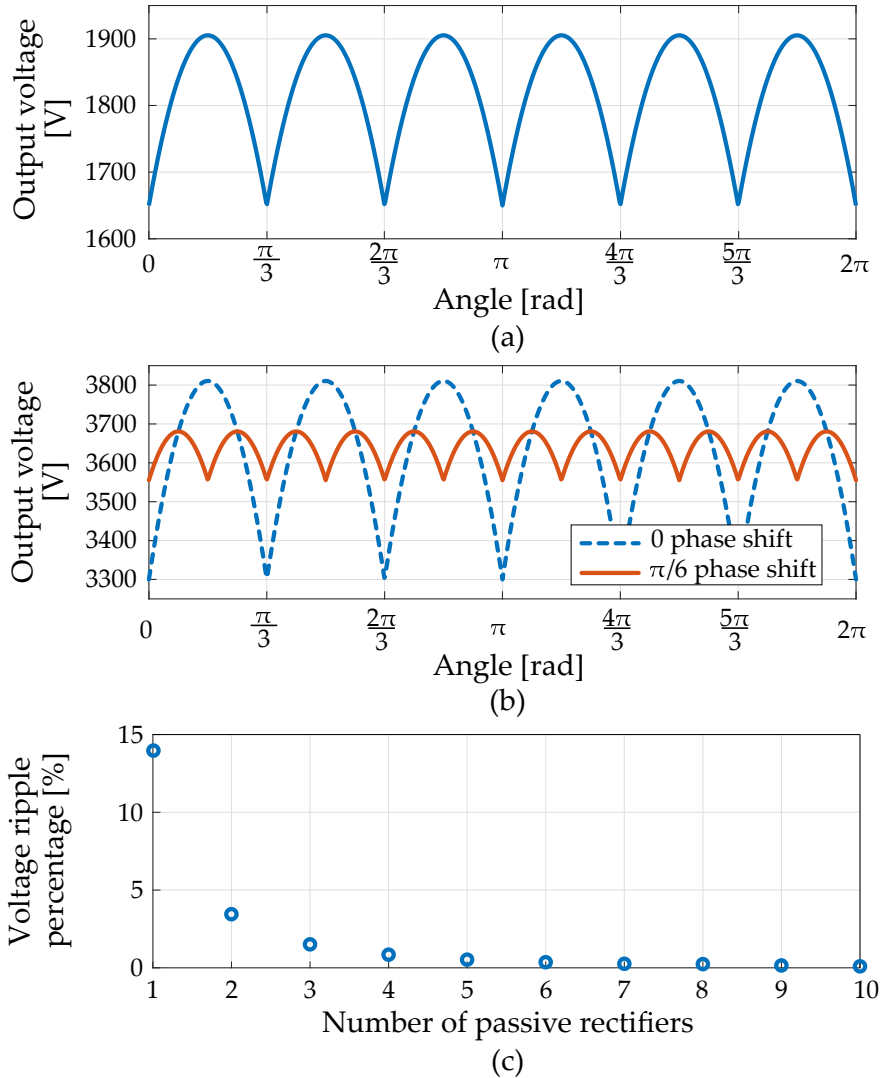 Output voltage
[V]
1900
1800
1700
1600
0
π/3
2π/3
π
4π/3
5π/3
2π
Angle [rad]
(a)
Output voltage
[V]
3800
3700
3600
3500
3400
3300
0 phase shift
π/6 phase shift
0
π/3
2π/3
π
4π/3
5π/3
2π
Angle [rad]
(b)
Voltage ripple
percentage [%]
15
10
5
0
1 2 3 4 5 6 7 8 9 10
Number of passive rectifiers
(c)